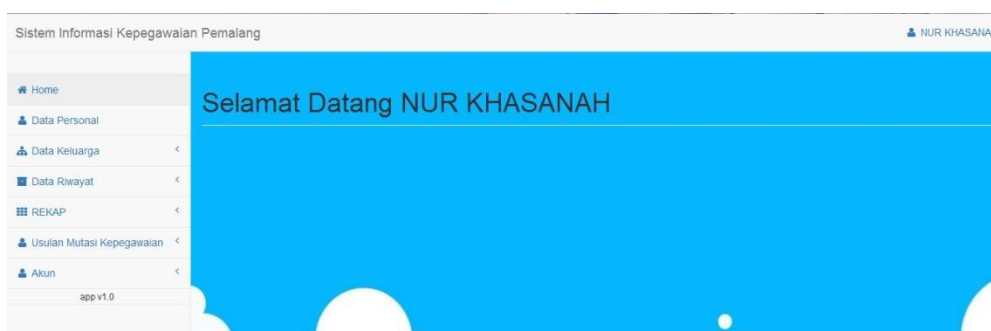 Sistem Informasi Kepegawaian Pemalang
NUR KHASANA
Home
Selamat Datang NUR KHASANAH
Data Personal
Data Keluarga
Data Riwayat
REKAP
Usulan Mutasi Kepegawaian
Akun
app v1.0